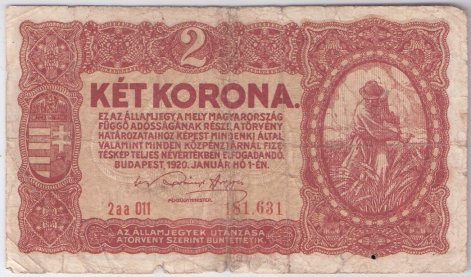 2
KÉT KORONA.
EZ AZ ÁLLAMJEGY A MELY MAGYARORSZÁG
FÜGGŐ ADÓSSÁGÁNAK RÉSZE, A TÖRVÉNY
HATÁROZATAIHOZ KÉPEST MINDENKI ÁLTAL
VALAMINT MINDEN KÖZPÉNZTÁRNÁL FIZE-
TÉSKÉP TELJES NÉVÉRTÉKBEN ELFOGADANDÓ.
BUDAPEST 1920. JANUÁR HÓ 1-ÉN.
PÉNZÜGYMINISTER.
2aa 011 181,631
AZ ÁLLAMJEGYEK UTÁNZÁSA
A TÖRVÉNY SZERINT BÜNTETTETIK.